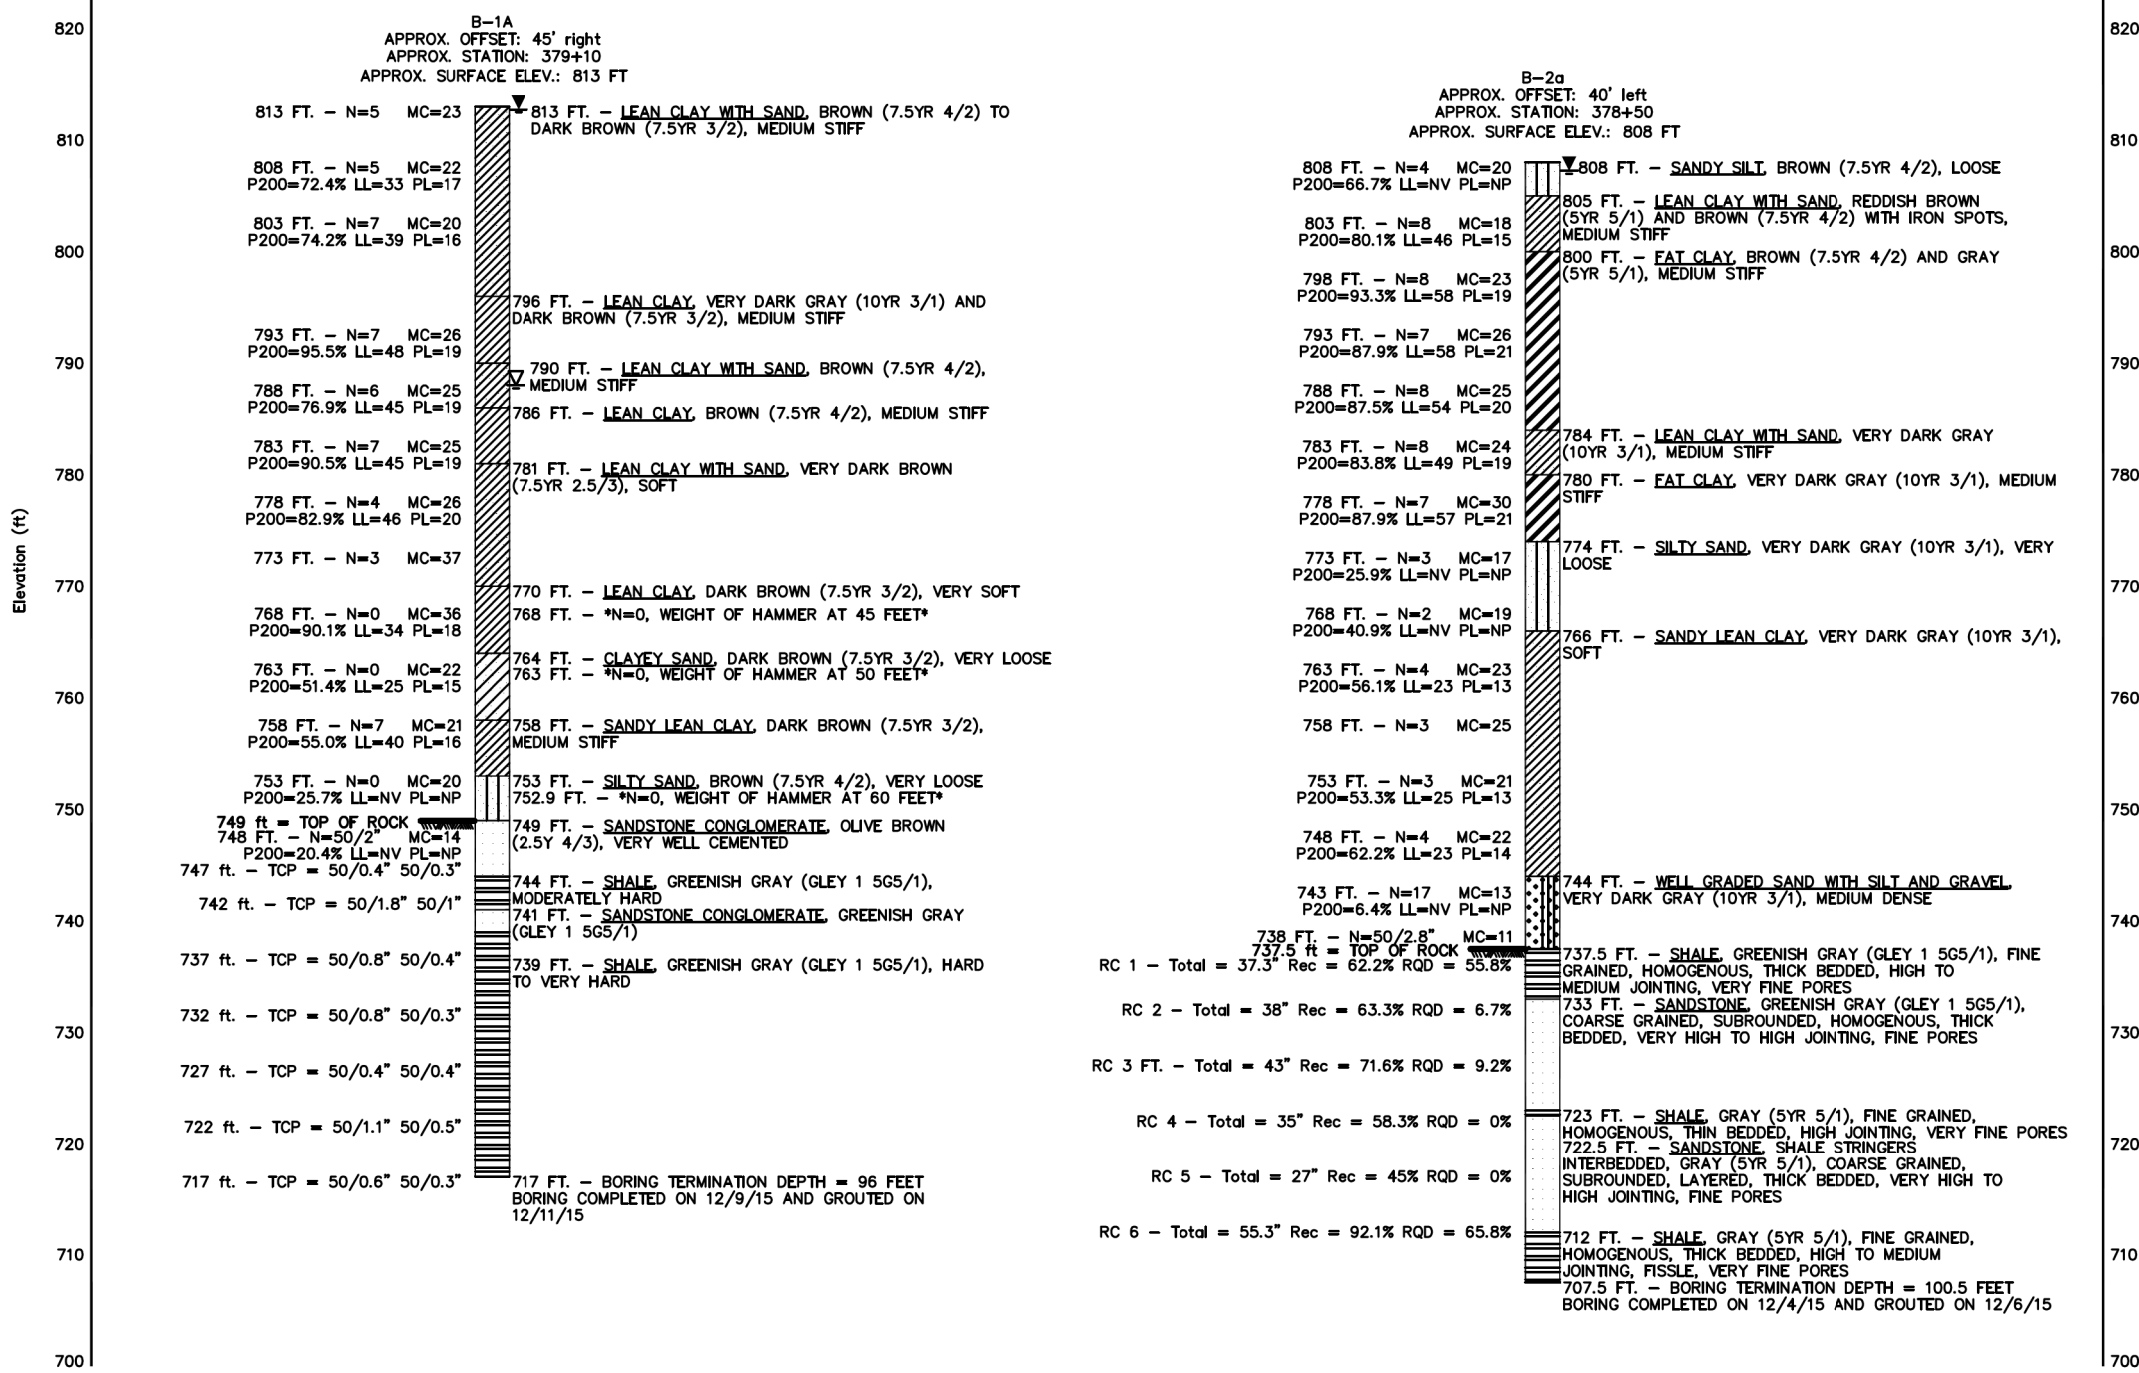 820
810
800
790
780
770
760
750
740
730
720
710
700
Elevation (ft)
B-1A
APPROX. OFFSET: 45' right
APPROX. STATION: 379+10
APPROX. SURFACE ELEV.: 813 FT
813 FT. - N=5 MC=23
808 FT. - N=5 MC=22
P200=72.4% LL=33 PL=17
803 FT. - N=7 MC=20
P200=74.2% LL=39 PL=16
793 FT. - N=7 MC=26
P200=95.5% LL=48 PL=19
788 FT. - N=6 MC=25
P200=76.9% LL=45 PL=19
783 FT. - N=7 MC=25
P200=90.5% LL=45 PL=19
778 FT. - N=4 MC=26
P200=82.9% LL=46 PL=20
773 FT. - N=3 MC=37
768 FT. - N=0 MC=36
P200=90.1% LL=34 PL=18
763 FT. - N=0 MC=22
P200=51.4% LL=25 PL=15
758 FT. - N=7 MC=21
P200=55.0% LL=40 PL=16
753 FT. - N=0 MC=20
P200=25.7% LL=NV PL=NP
749 ft = TOP OF ROCK
748 FT. - N=50/2" MC=14
P200=20.4% LL=NV PL=NP
747 ft. - TCP = 50/0.4" 50/0.3"
742 ft. - TCP = 50/1.8" 50/1"
737 ft. - TCP = 50/0.8" 50/0.4"
732 ft. - TCP = 50/0.8" 50/0.3"
727 ft. - TCP = 50/0.4" 50/0.4"
722 ft. - TCP = 50/1.1" 50/0.5"
717 ft. - TCP = 50/0.6" 50/0.3"
813 FT. - LEAN CLAY WITH SAND, BROWN (7.5YR 4/2) TO
DARK BROWN (7.5YR 3/2), MEDIUM STIFF
796 FT. - LEAN CLAY, VERY DARK GRAY (10YR 3/1) AND
DARK BROWN (7.5YR 3/2), MEDIUM STIFF
790 FT. - LEAN CLAY WITH SAND, BROWN (7.5YR 4/2),
MEDIUM STIFF
786 FT. - LEAN CLAY, BROWN (7.5YR 4/2), MEDIUM STIFF
781 FT. - LEAN CLAY WITH SAND, VERY DARK BROWN
(7.5YR 2.5/3), SOFT
770 FT. - LEAN CLAY, DARK BROWN (7.5YR 3/2), VERY SOFT
768 FT. - *N=0, WEIGHT OF HAMMER AT 45 FEET*
764 FT. - CLAYEY SAND, DARK BROWN (7.5YR 3/2), VERY LOOSE
763 FT. - *N=0, WEIGHT OF HAMMER AT 50 FEET*
758 FT. - SANDY LEAN CLAY, DARK BROWN (7.5YR 3/2),
MEDIUM STIFF
753 FT. - SILTY SAND, BROWN (7.5YR 4/2), VERY LOOSE
752.9 FT. - *N=0, WEIGHT OF HAMMER AT 60 FEET*
749 FT. - SANDSTONE CONGLOMERATE, OLIVE BROWN
(2.5Y 4/3), VERY WELL CEMENTED
744 FT. - SHALE, GREENISH GRAY (GLEY 1 5G5/1),
MODERATELY HARD
741 FT. - SANDSTONE CONGLOMERATE, GREENISH GRAY
(GLEY 1 5G5/1)
739 FT. - SHALE, GREENISH GRAY (GLEY 1 5G5/1), HARD
TO VERY HARD
717 FT. - BORING TERMINATION DEPTH = 96 FEET
BORING COMPLETED ON 12/9/15 AND GROUTED ON
12/11/15
B-2a
APPROX. OFFSET: 40' left
APPROX. STATION: 378+50
APPROX. SURFACE ELEV.: 808 FT
808 FT. - N=4 MC=20
P200=66.7% LL=NV PL=NP
803 FT. - N=8 MC=18
P200=80.1% LL=46 PL=15
798 FT. - N=8 MC=23
P200=93.3% LL=58 PL=19
793 FT. - N=7 MC=26
P200=87.9% LL=58 PL=21
788 FT. - N=8 MC=25
P200=87.5% LL=54 PL=20
783 FT. - N=8 MC=24
P200=83.8% LL=49 PL=19
778 FT. - N=7 MC=30
P200=87.9% LL=57 PL=21
773 FT. - N=3 MC=17
P200=25.9% LL=NV PL=NP
768 FT. - N=2 MC=19
P200=40.9% LL=NV PL=NP
763 FT. - N=4 MC=23
P200=56.1% LL=23 PL=13
758 FT. - N=3 MC=25
753 FT. - N=3 MC=21
P200=53.3% LL=25 PL=13
748 FT. - N=4 MC=22
P200=62.2% LL=23 PL=14
743 FT. - N=17 MC=13
P200=6.4% LL=NV PL=NP
738 FT. - N=50/2.8" MC=11
737.5 ft = TOP OF ROCK
RC 1 - Total = 37.3" Rec = 62.2% RQD = 55.8%
RC 2 - Total = 38" Rec = 63.3% RQD = 6.7%
RC 3 FT. - Total = 43" Rec = 71.6% RQD = 9.2%
RC 4 - Total = 35" Rec = 58.3% RQD = 0%
RC 5 - Total = 27" Rec = 45% RQD = 0%
RC 6 - Total = 55.3" Rec = 92.1% RQD = 65.8%
808 FT. - SANDY SILT, BROWN (7.5YR 4/2), LOOSE
805 FT. - LEAN CLAY WITH SAND, REDDISH BROWN
(5YR 5/1) AND BROWN (7.5YR 4/2) WITH IRON SPOTS,
MEDIUM STIFF
800 FT. - FAT CLAY, BROWN (7.5YR 4/2) AND GRAY
(5YR 5/1), MEDIUM STIFF
784 FT. - LEAN CLAY WITH SAND, VERY DARK GRAY
(10YR 3/1), MEDIUM STIFF
780 FT. - FAT CLAY, VERY DARK GRAY (10YR 3/1), MEDIUM
STIFF
774 FT. - SILTY SAND, VERY DARK GRAY (10YR 3/1), VERY
LOOSE
766 FT. - SANDY LEAN CLAY, VERY DARK GRAY (10YR 3/1),
SOFT
744 FT. - WELL GRADED SAND WITH SILT AND GRAVEL,
VERY DARK GRAY (10YR 3/1), MEDIUM DENSE
737.5 FT. - SHALE, GREENISH GRAY (GLEY 1 5G5/1), FINE
GRAINED, HOMOGENOUS, THICK BEDDED, HIGH TO
MEDIUM JOINTING, VERY FINE PORES
733 FT. - SANDSTONE, GREENISH GRAY (GLEY 1 5G5/1),
COARSE GRAINED, SUBROUNDED, HOMOGENOUS, THICK
BEDDED, VERY HIGH TO HIGH JOINTING, FINE PORES
723 FT. - SHALE, GRAY (5YR 5/1), FINE GRAINED,
HOMOGENOUS, THIN BEDDED, HIGH JOINTING, VERY FINE PORES
722.5 FT. - SANDSTONE, SHALE STRINGERS
INTERBEDDED, GRAY (5YR 5/1), COARSE GRAINED,
SUBROUNDED, LAYERED, THICK BEDDED, VERY HIGH TO
HIGH JOINTING, FINE PORES
712 FT. - SHALE, GRAY (5YR 5/1), FINE GRAINED,
HOMOGENOUS, THICK BEDDED, HIGH TO MEDIUM
JOINTING, FISSLE, VERY FINE PORES
707.5 FT. - BORING TERMINATION DEPTH = 100.5 FEET
BORING COMPLETED ON 12/4/15 AND GROUTED ON 12/6/15
820
810
800
790
780
770
760
750
740
730
720
710
700